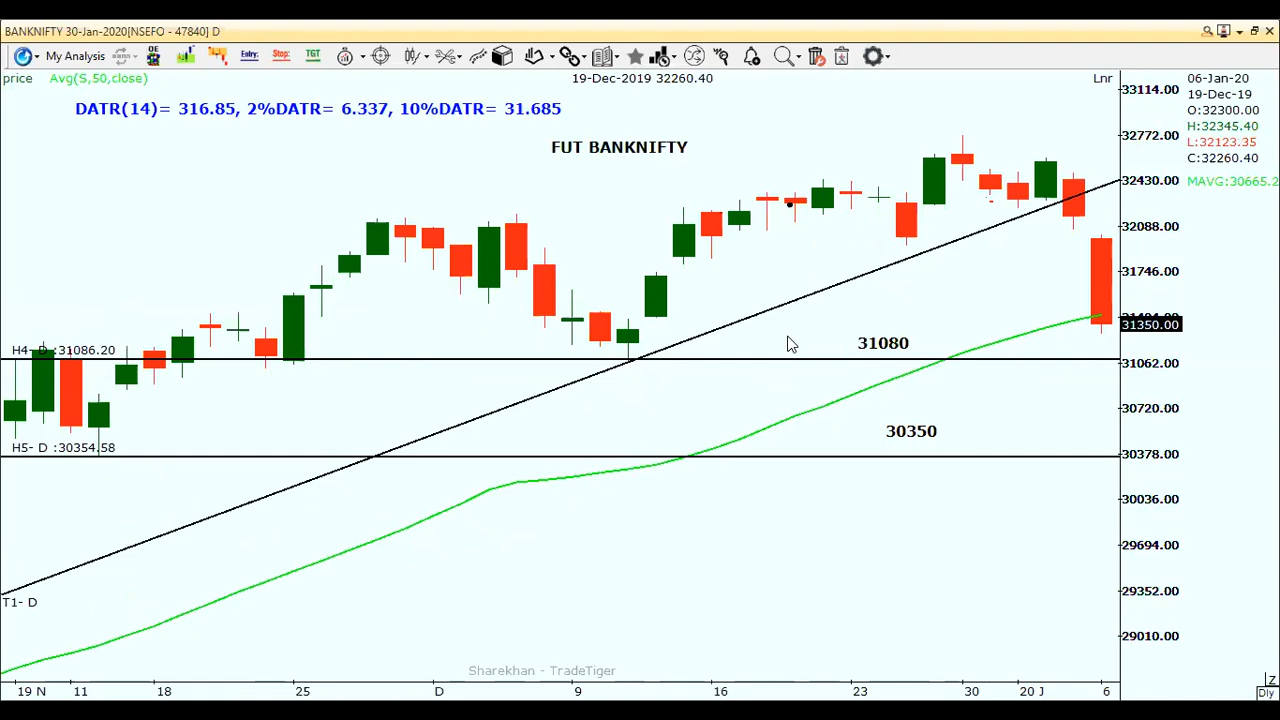 BANKNIFTY 30-Jan-2020[NSEFO - 47840] D
My Analysis OE Entry: Stop: TGT
price Avg(S,50,close) 19-Dec-2019 32260.40 Lnr
06-Jan-20
19-Dec-19
O:32300.00
H:32345.40
L:32123.35
C:32260.40
MAVG:30665.2
DATR(14)= 316.85, 2%DATR= 6.337, 10%DATR= 31.685
FUT BANKNIFTY
33114.00
32772.00
32430.00
32088.00
31746.00
31350.00
H4- D :31086.20
31080
31062.00
30720.00
30350
H5- D :30354.58
30378.00
30036.00
29694.00
29352.00
T1- D
29010.00
Sharekhan - TradeTiger
19 N 11 18 25 D 9 16 23 30 20 J 6
Z
Dly